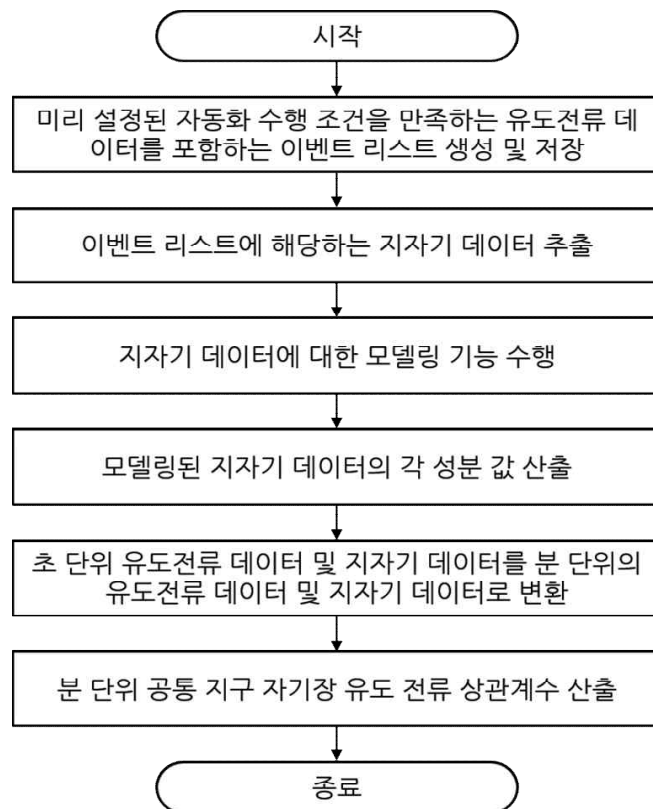 시작
미리 설정된 자동화 수행 조건을 만족하는 유도전류 데
이터를 포함하는 이벤트 리스트 생성 및 저장
이벤트 리스트에 해당하는 지자기 데이터 추출
지자기 데이터에 대한 모델링 기능 수행
모델링된 지자기 데이터의 각 성분 값 산출
초 단위 유도전류 데이터 및 지자기 데이터를 분 단위의
유도전류 데이터 및 지자기 데이터로 변환
분 단위 공통 지구 자기장 유도 전류 상관계수 산출
종료